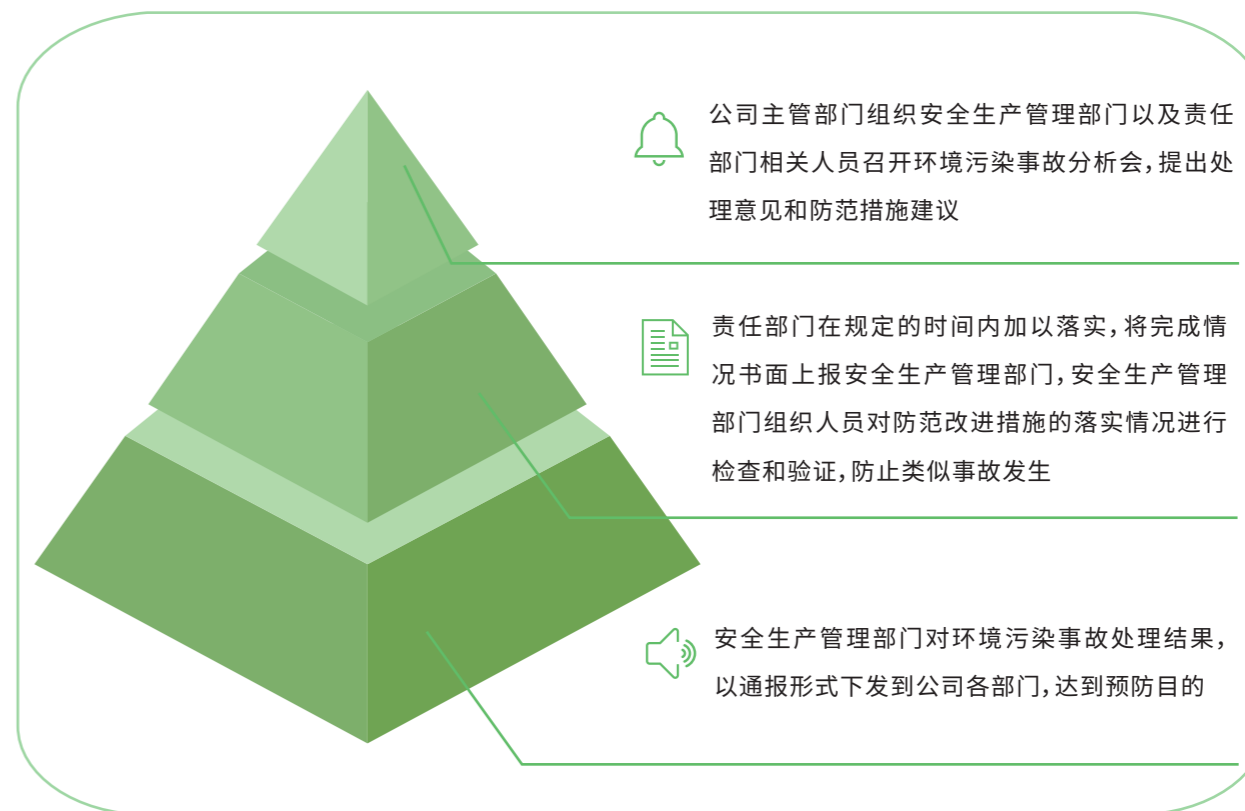 公司主管部门组织安全生产管理部门以及责任
部门相关人员召开环境污染事故分析会，提出处
理意见和防范措施建议
责任部门在规定的时间内加以落实，将完成情
况书面上报安全生产管理部门，安全生产管理
部门组织人员对防范改进措施的落实情况进行
检查和验证，防止类似事故发生
安全生产管理部门对环境污染事故处理结果，
以通报形式下发到公司各部门，达到预防目的